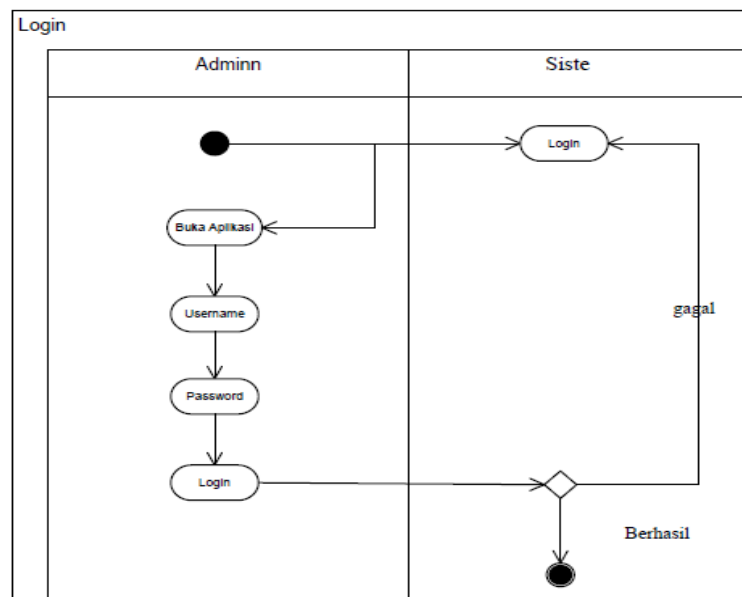 Login
Adminn
Siste
Login
Buka Aplikasi
Username
gagal
Password
Login
Berhasil